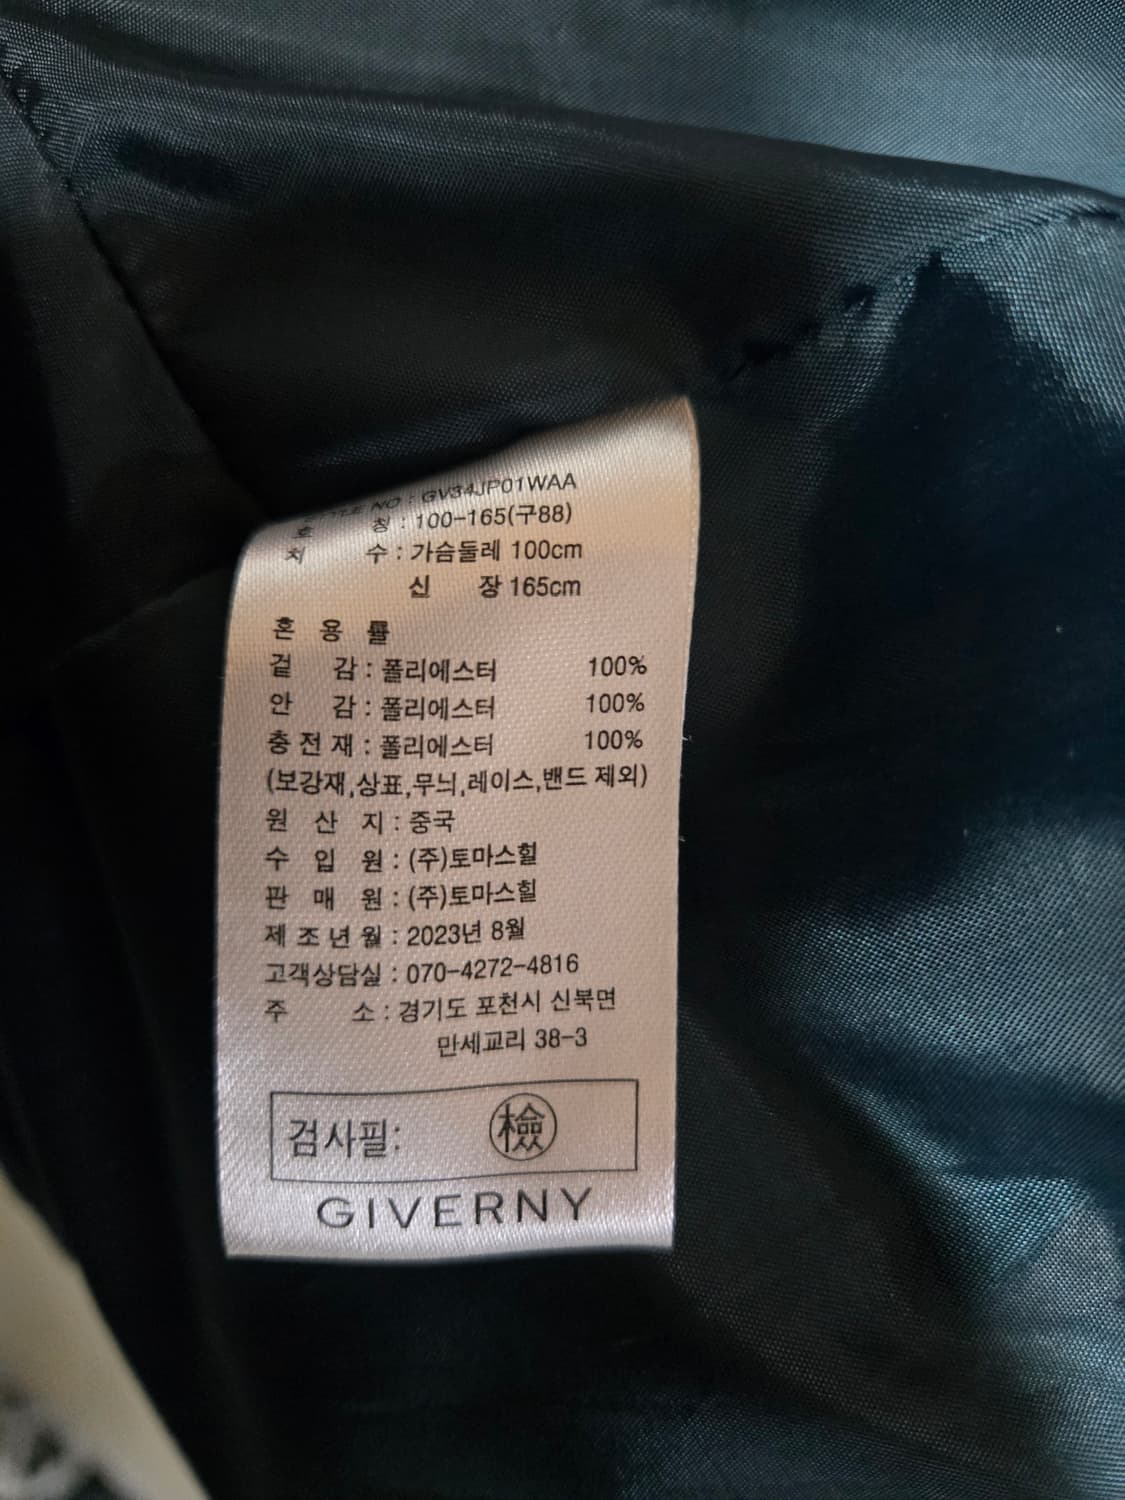 STYLE NO : GV34JP01WAA
호 칭 : 100-165(구88)
치 수 : 가슴둘레 100cm
신 장 165cm
혼 용 률
겉 감 : 폴리에스터 100%
안 감 : 폴리에스터 100%
충 전 재 : 폴리에스터 100%
(보강재,상표,무늬,레이스,밴드 제외)
원 산 지 : 중국
수 입 원 : (주)토마스힐
판 매 원 : (주)토마스힐
제 조 년 월 : 2023년 8월
고객상담실 : 070-4272-4816
주 소 : 경기도 포천시 신북면
만세교리 38-3
검사필: 檢
GIVERNY